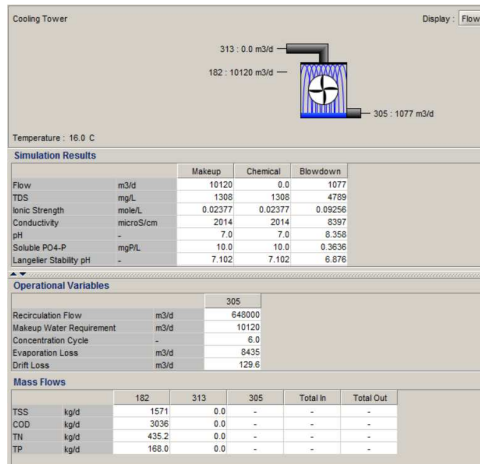 Cooling Tower Display : Flow
313 : 0.0 m3/d
182 : 10120 m3/d
305 : 1077 m3/d
Temperature : 16.0 C
Simulation Results
Makeup Chemical Blowdown
Flow m3/d 10120 0.0 1077
TDS mg/L 1308 1308 4789
Ionic Strength mole/L 0.02377 0.02377 0.09256
Conductivity microS/cm 2014 2014 8397
pH - 7.0 7.0 8.358
Soluble PO4-P mgP/L 10.0 10.0 0.3636
Langelier Stability pH - 7.102 7.102 6.876
Operational Variables
305
Recirculation Flow m3/d 648000
Makeup Water Requirement m3/d 10120
Concentration Cycle - 6.0
Evaporation Loss m3/d 8435
Drift Loss m3/d 129.6
Mass Flows
182 313 305 Total In Total Out
TSS kg/d 1571 0.0 - - -
COD kg/d 3036 0.0 - - -
TN kg/d 435.2 0.0 - - -
TP kg/d 168.0 0.0 - - -